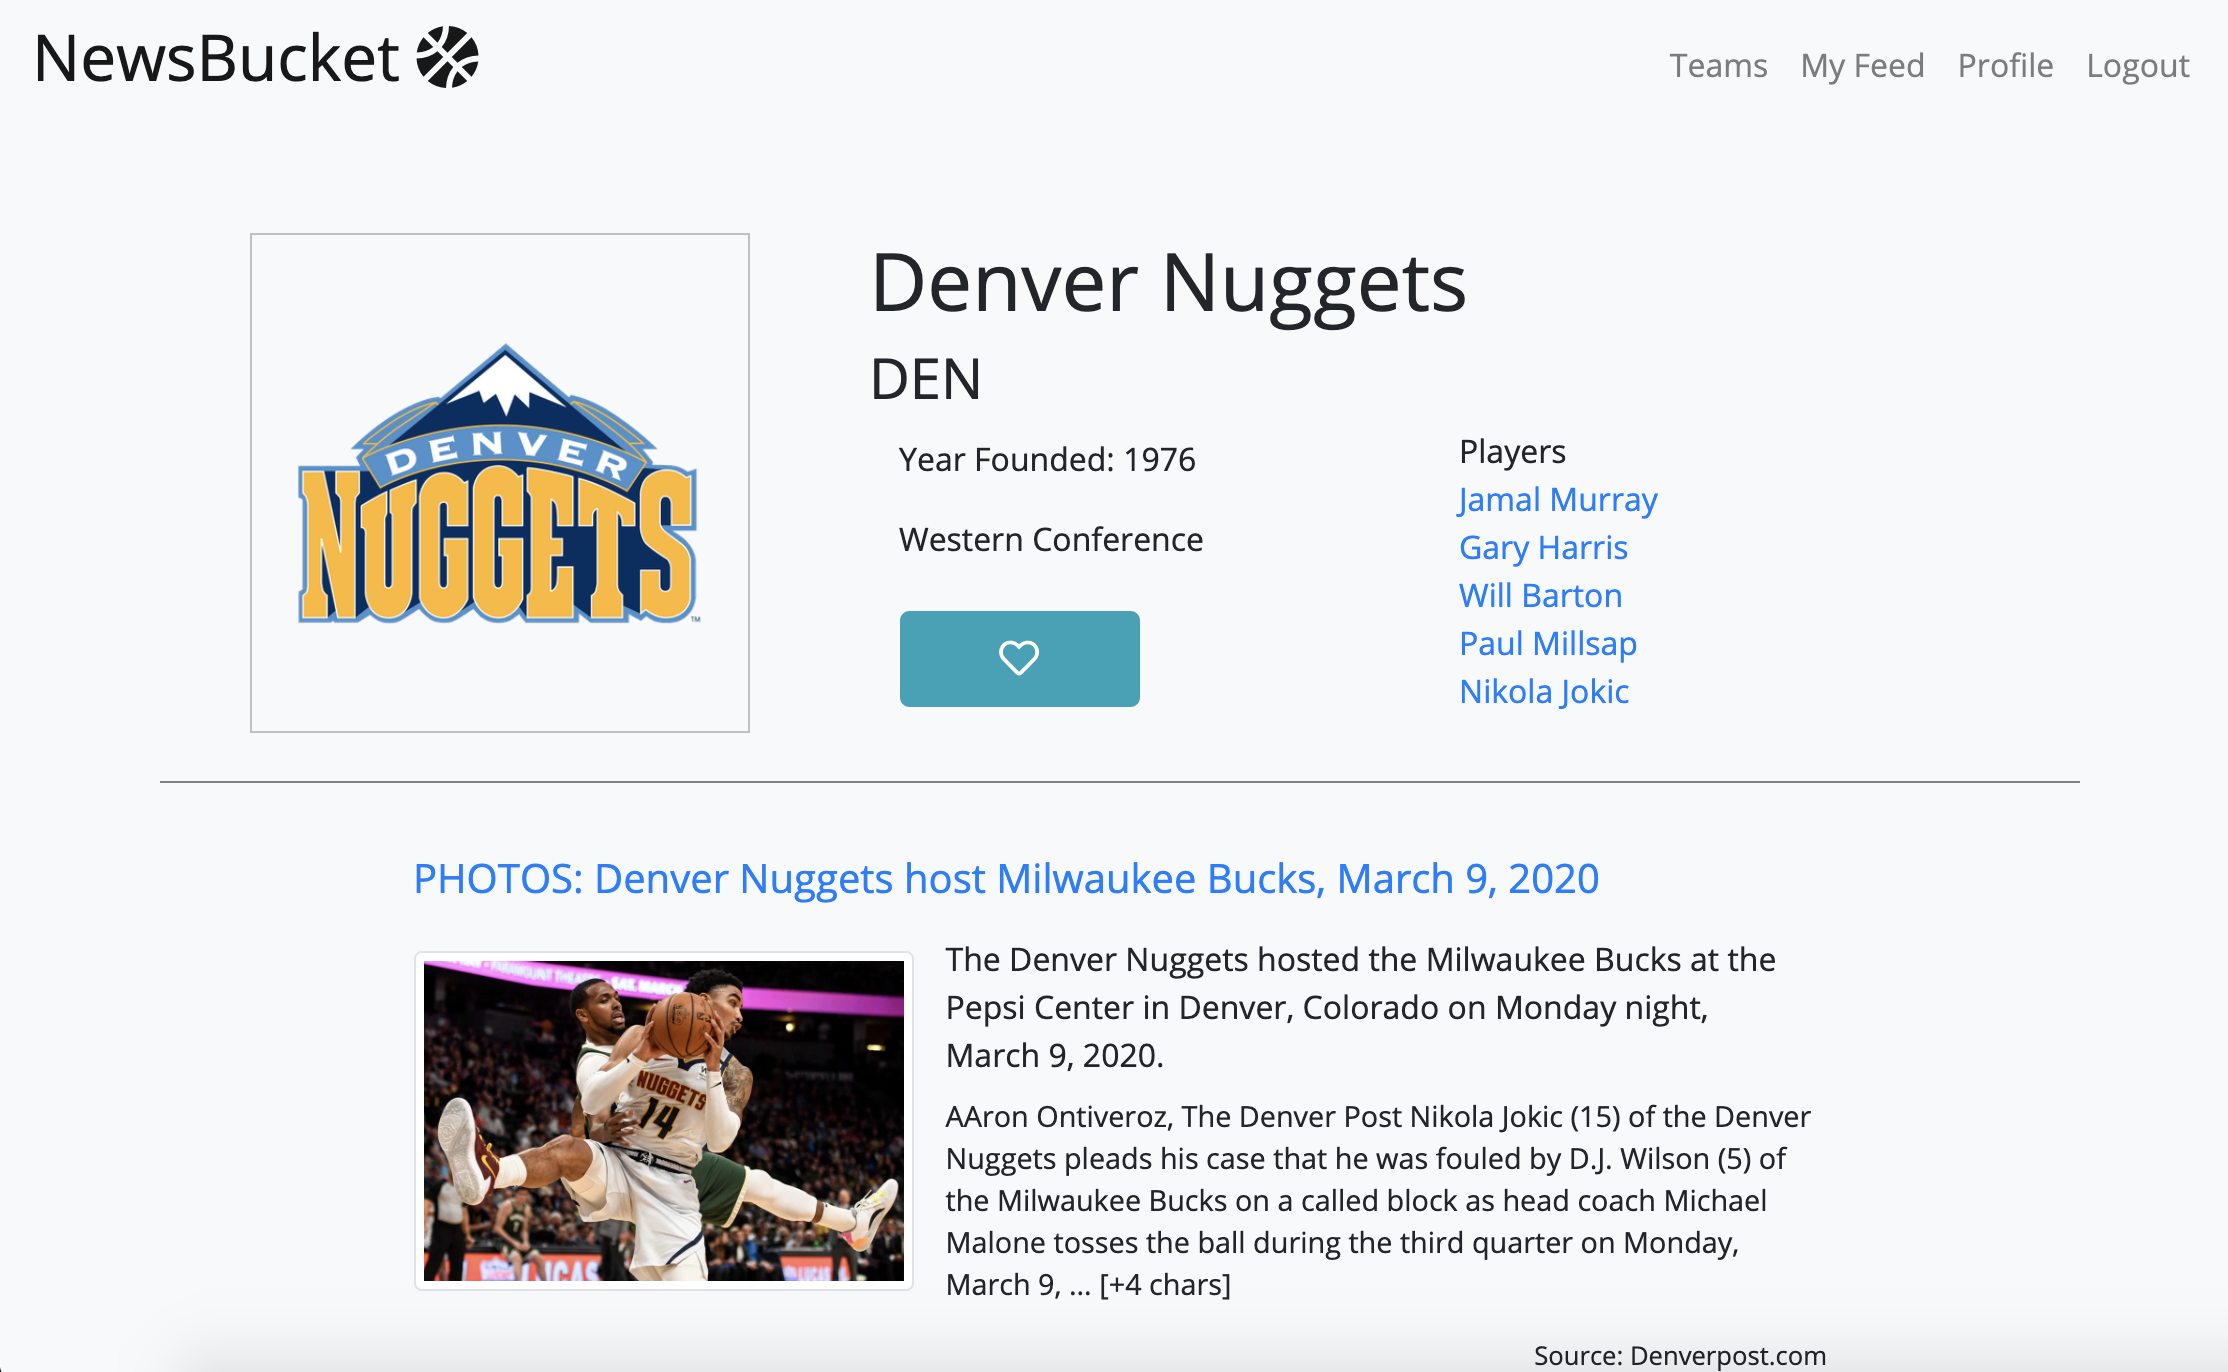 NewsBucket
Teams
My Feed
Profile
Logout
DENVER
NUGGETS
TM
Denver Nuggets
DEN
Year Founded: 1976
Western Conference
Players
Jamal Murray
Gary Harris
Will Barton
Paul Millsap
Nikola Jokic
PHOTOS: Denver Nuggets host Milwaukee Bucks, March 9, 2020
NUGGETS
14
The Denver Nuggets hosted the Milwaukee Bucks at the
Pepsi Center in Denver, Colorado on Monday night,
March 9, 2020.
AAron Ontiveroz, The Denver Post Nikola Jokic (15) of the Denver
Nuggets pleads his case that he was fouled by D.J. Wilson (5) of
the Milwaukee Bucks on a called block as head coach Michael
Malone tosses the ball during the third quarter on Monday,
March 9, ... [+4 chars]
Source: Denverpost.com